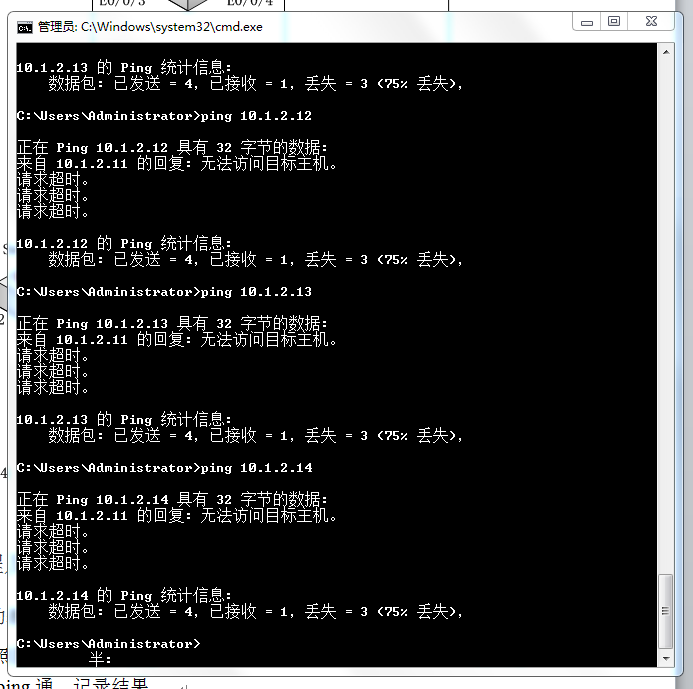 E0/0/3 E0/0/4
管理员: C:\Windows\system32\cmd.exe
10.1.2.13 的 Ping 统计信息:
数据包: 已发送 = 4，已接收 = 1，丢失 = 3 (75% 丢失)，
C:\Users\Administrator>ping 10.1.2.12
正在 Ping 10.1.2.12 具有 32 字节的数据:
来自 10.1.2.11 的回复: 无法访问目标主机。
请求超时。
请求超时。
请求超时。
10.1.2.12 的 Ping 统计信息:
数据包: 已发送 = 4，已接收 = 1，丢失 = 3 (75% 丢失)，
C:\Users\Administrator>ping 10.1.2.13
正在 Ping 10.1.2.13 具有 32 字节的数据:
来自 10.1.2.11 的回复: 无法访问目标主机。
请求超时。
请求超时。
请求超时。
10.1.2.13 的 Ping 统计信息:
数据包: 已发送 = 4，已接收 = 1，丢失 = 3 (75% 丢失)，
C:\Users\Administrator>ping 10.1.2.14
正在 Ping 10.1.2.14 具有 32 字节的数据:
来自 10.1.2.11 的回复: 无法访问目标主机。
请求超时。
请求超时。
请求超时。
10.1.2.14 的 Ping 统计信息:
数据包: 已发送 = 4，已接收 = 1，丢失 = 3 (75% 丢失)，
C:\Users\Administrator>
半:
ping 通，记录结果